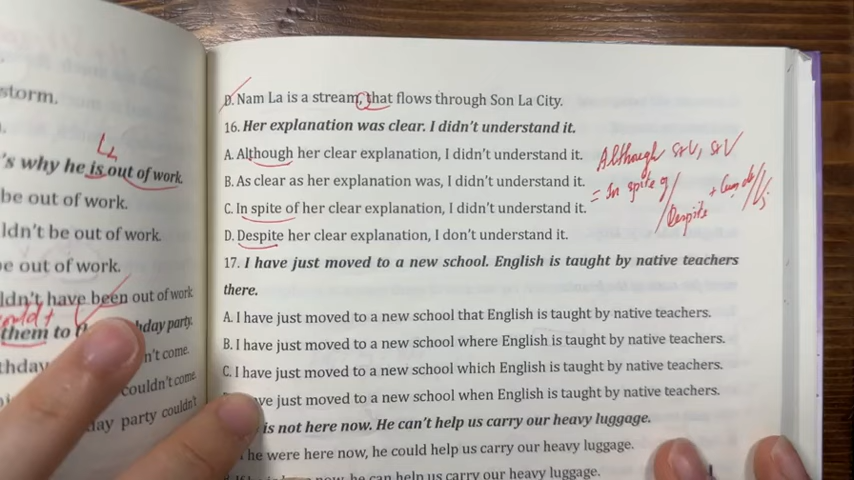 storm.
's why he is out of work.
be out of work.
ldn't be out of work.
e out of work.
ldn't have been out of work
them to
hday party.
n't come.
thday
couldn't come.
day party couldn't
D. Nam La is a stream, that flows through Son La City.
16. Her explanation was clear. I didn't understand it.
A. Although her clear explanation, I didn't understand it.
B. As clear as her explanation was, I didn't understand it.
C. In spite of her clear explanation, I didn't understand it.
D. Despite her clear explanation, I don't understand it.
Although S+V, S+V
= In spite of /
Despite + Cụm dt / V
17. I have just moved to a new school. English is taught by native teachers
there.
A. I have just moved to a new school that English is taught by native teachers.
B. I have just moved to a new school where English is taught by native teachers.
C. I have just moved to a new school which English is taught by native teachers.
ve just moved to a new school when English is taught by native teachers.
is not here now. He can't help us carry our heavy luggage.
he were here now, he could help us carry our heavy luggage.
now, he can help us carry our heavy luggage.